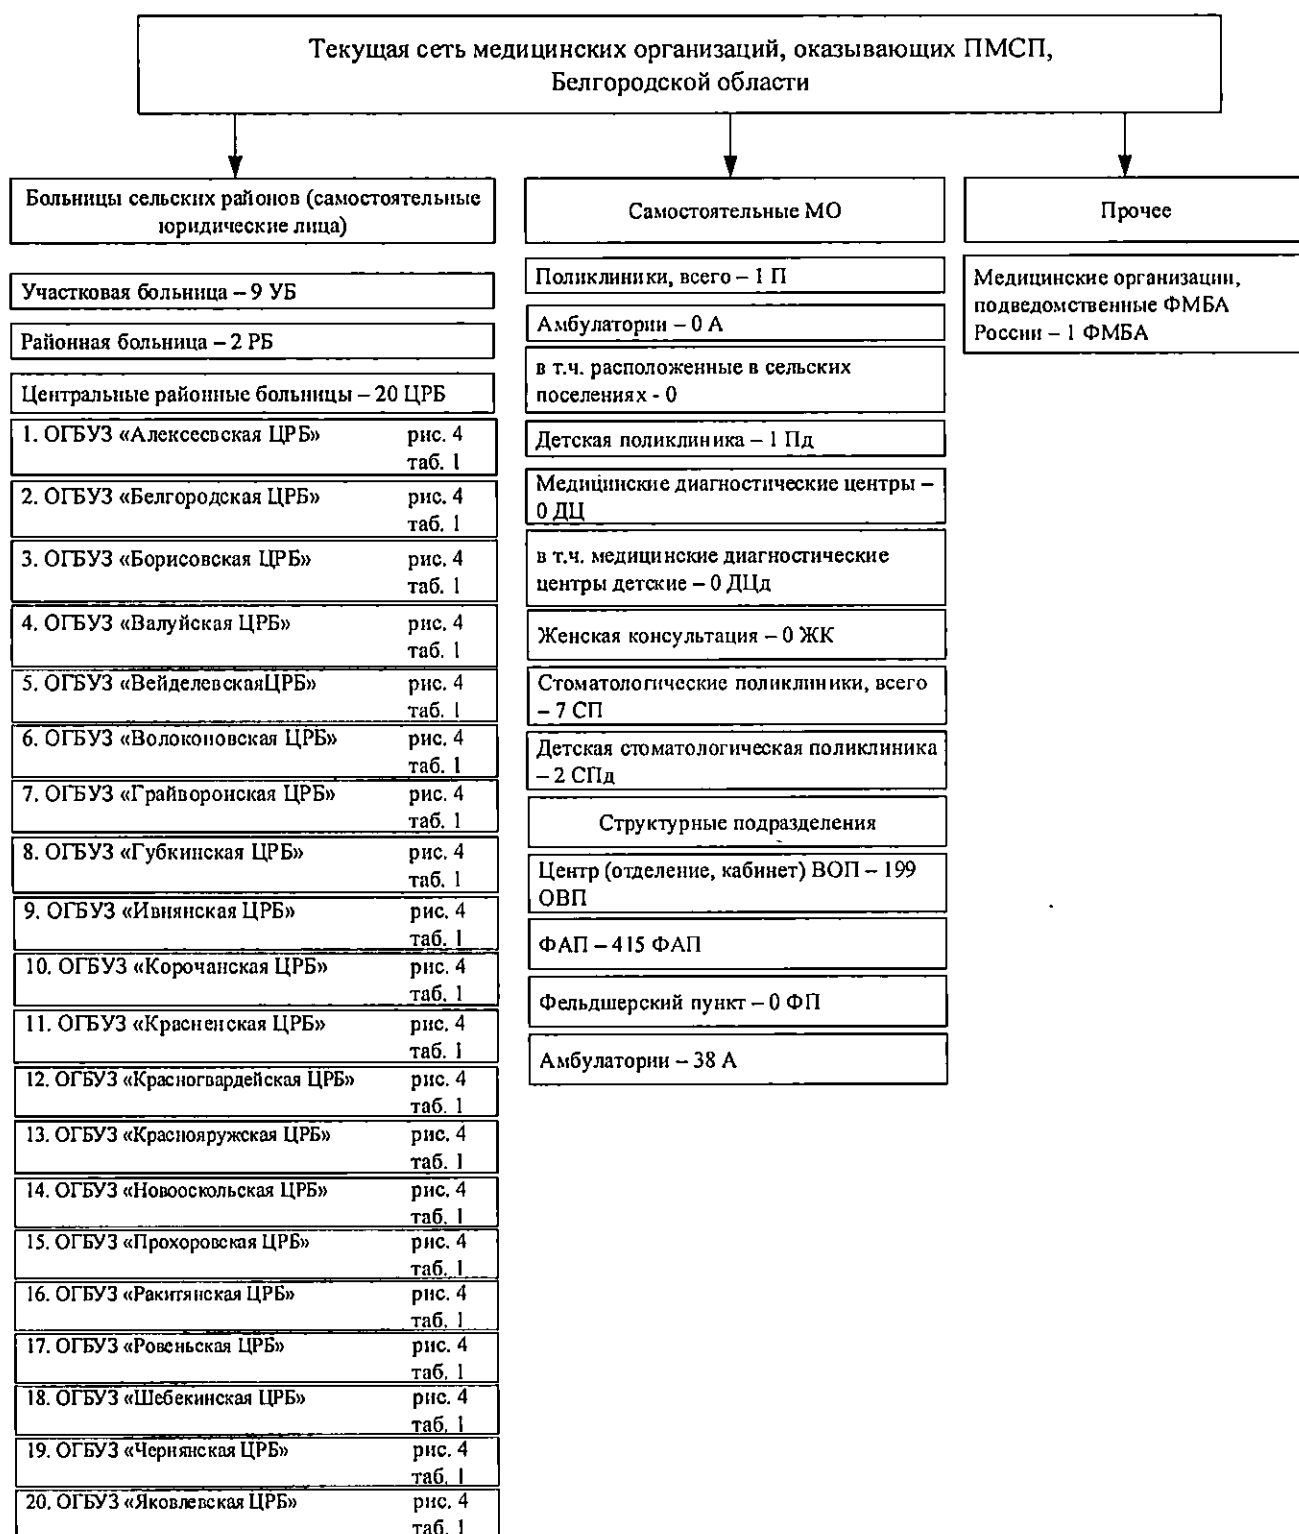 Текущая сеть медицинских организаций, оказывающих ПМСП,
Белгородской области
Больницы сельских районов (самостоятельные
юридические лица)
Участковая больница – 9 УБ
Районная больница – 2 РБ
Центральные районные больницы – 20 ЦРБ
1. ОГБУЗ «Алексеевская ЦРБ» рис. 4
таб. 1
2. ОГБУЗ «Белгородская ЦРБ» рис. 4
таб. 1
3. ОГБУЗ «Борисовская ЦРБ» рис. 4
таб. 1
4. ОГБУЗ «Валуйская ЦРБ» рис. 4
таб. 1
5. ОГБУЗ «ВейделевскаяЦРБ» рис. 4
таб. 1
6. ОГБУЗ «Волоконовская ЦРБ» рис. 4
таб. 1
7. ОГБУЗ «Грайворонская ЦРБ» рис. 4
таб. 1
8. ОГБУЗ «Губкинская ЦРБ» рис. 4
таб. 1
9. ОГБУЗ «Ивнянская ЦРБ» рис. 4
таб. 1
10. ОГБУЗ «Корочанская ЦРБ» рис. 4
таб. 1
11. ОГБУЗ «Красненская ЦРБ» рис. 4
таб. 1
12. ОГБУЗ «Красногвардейская ЦРБ» рис. 4
таб. 1
13. ОГБУЗ «Краснояружская ЦРБ» рис. 4
таб. 1
14. ОГБУЗ «Новооскольская ЦРБ» рис. 4
таб. 1
15. ОГБУЗ «Прохоровская ЦРБ» рис. 4
таб. 1
16. ОГБУЗ «Ракитянская ЦРБ» рис. 4
таб. 1
17. ОГБУЗ «Ровеньская ЦРБ» рис. 4
таб. 1
18. ОГБУЗ «Шебекинская ЦРБ» рис. 4
таб. 1
19. ОГБУЗ «Чернянская ЦРБ» рис. 4
таб. 1
20. ОГБУЗ «Яковлевская ЦРБ» рис. 4
таб. 1
Самостоятельные МО
Поликлиники, всего – 1 П
Амбулатории – 0 А
в т.ч. расположенные в сельских
поселениях - 0
Детская поликлиника – 1 Пд
Медицинские диагностические центры –
0 ДЦ
в т.ч. медицинские диагностические
центры детские – 0 ДЦд
Женская консультация – 0 ЖК
Стоматологические поликлиники, всего
– 7 СП
Детская стоматологическая поликлиника
– 2 СПд
Структурные подразделения
Центр (отделение, кабинет) ВОП – 199
ОВП
ФАП – 415 ФАП
Фельдшерский пункт – 0 ФП
Амбулатории – 38 А
Прочее
Медицинские организации,
подведомственные ФМБА
России – 1 ФМБА